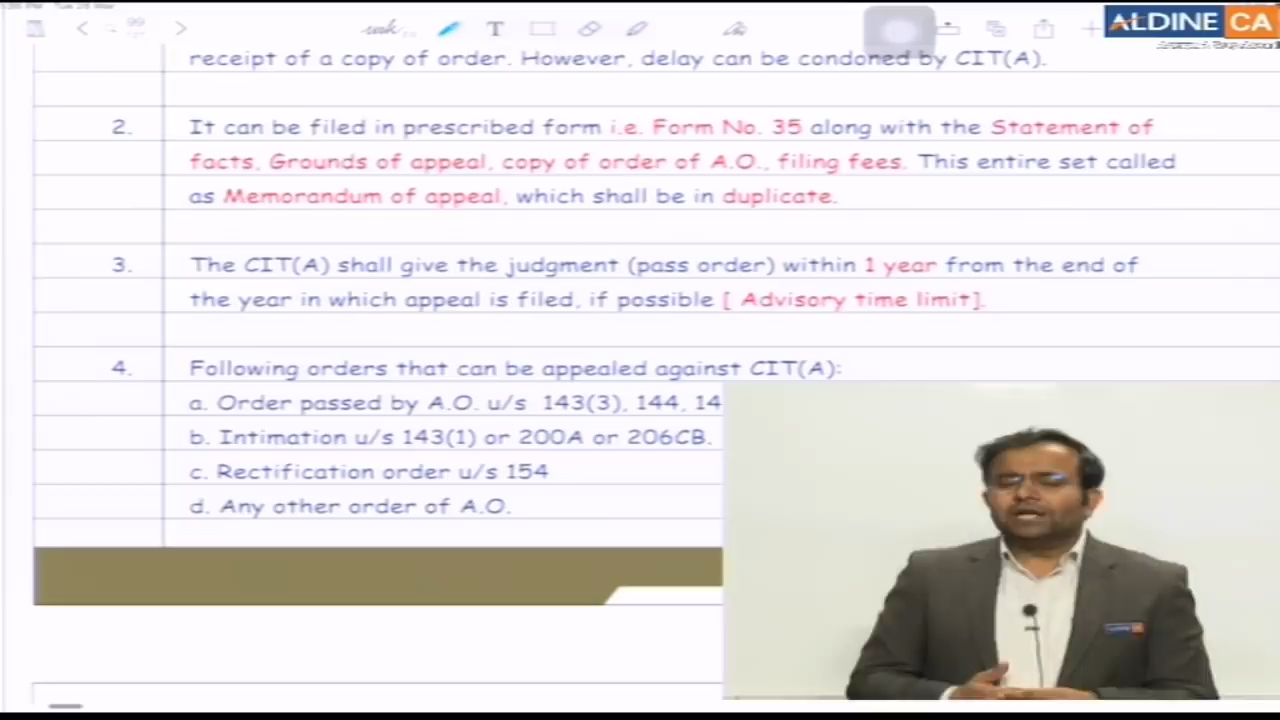 99
ALDINE CA
receipt of a copy of order. However, delay can be condoned by CIT(A).
2. It can be filed in prescribed form i.e. Form No. 35 along with the Statement of
facts, Grounds of appeal, copy of order of A.O., filing fees. This entire set called
as Memorandum of appeal, which shall be in duplicate.
3. The CIT(A) shall give the judgment (pass order) within 1 year from the end of
the year in which appeal is filed, if possible [ Advisory time limit].
4. Following orders that can be appealed against CIT(A):
a. Order passed by A.O. u/s 143(3), 144, 14
b. Intimation u/s 143(1) or 200A or 206CB.
c. Rectification order u/s 154
d. Any other order of A.O.